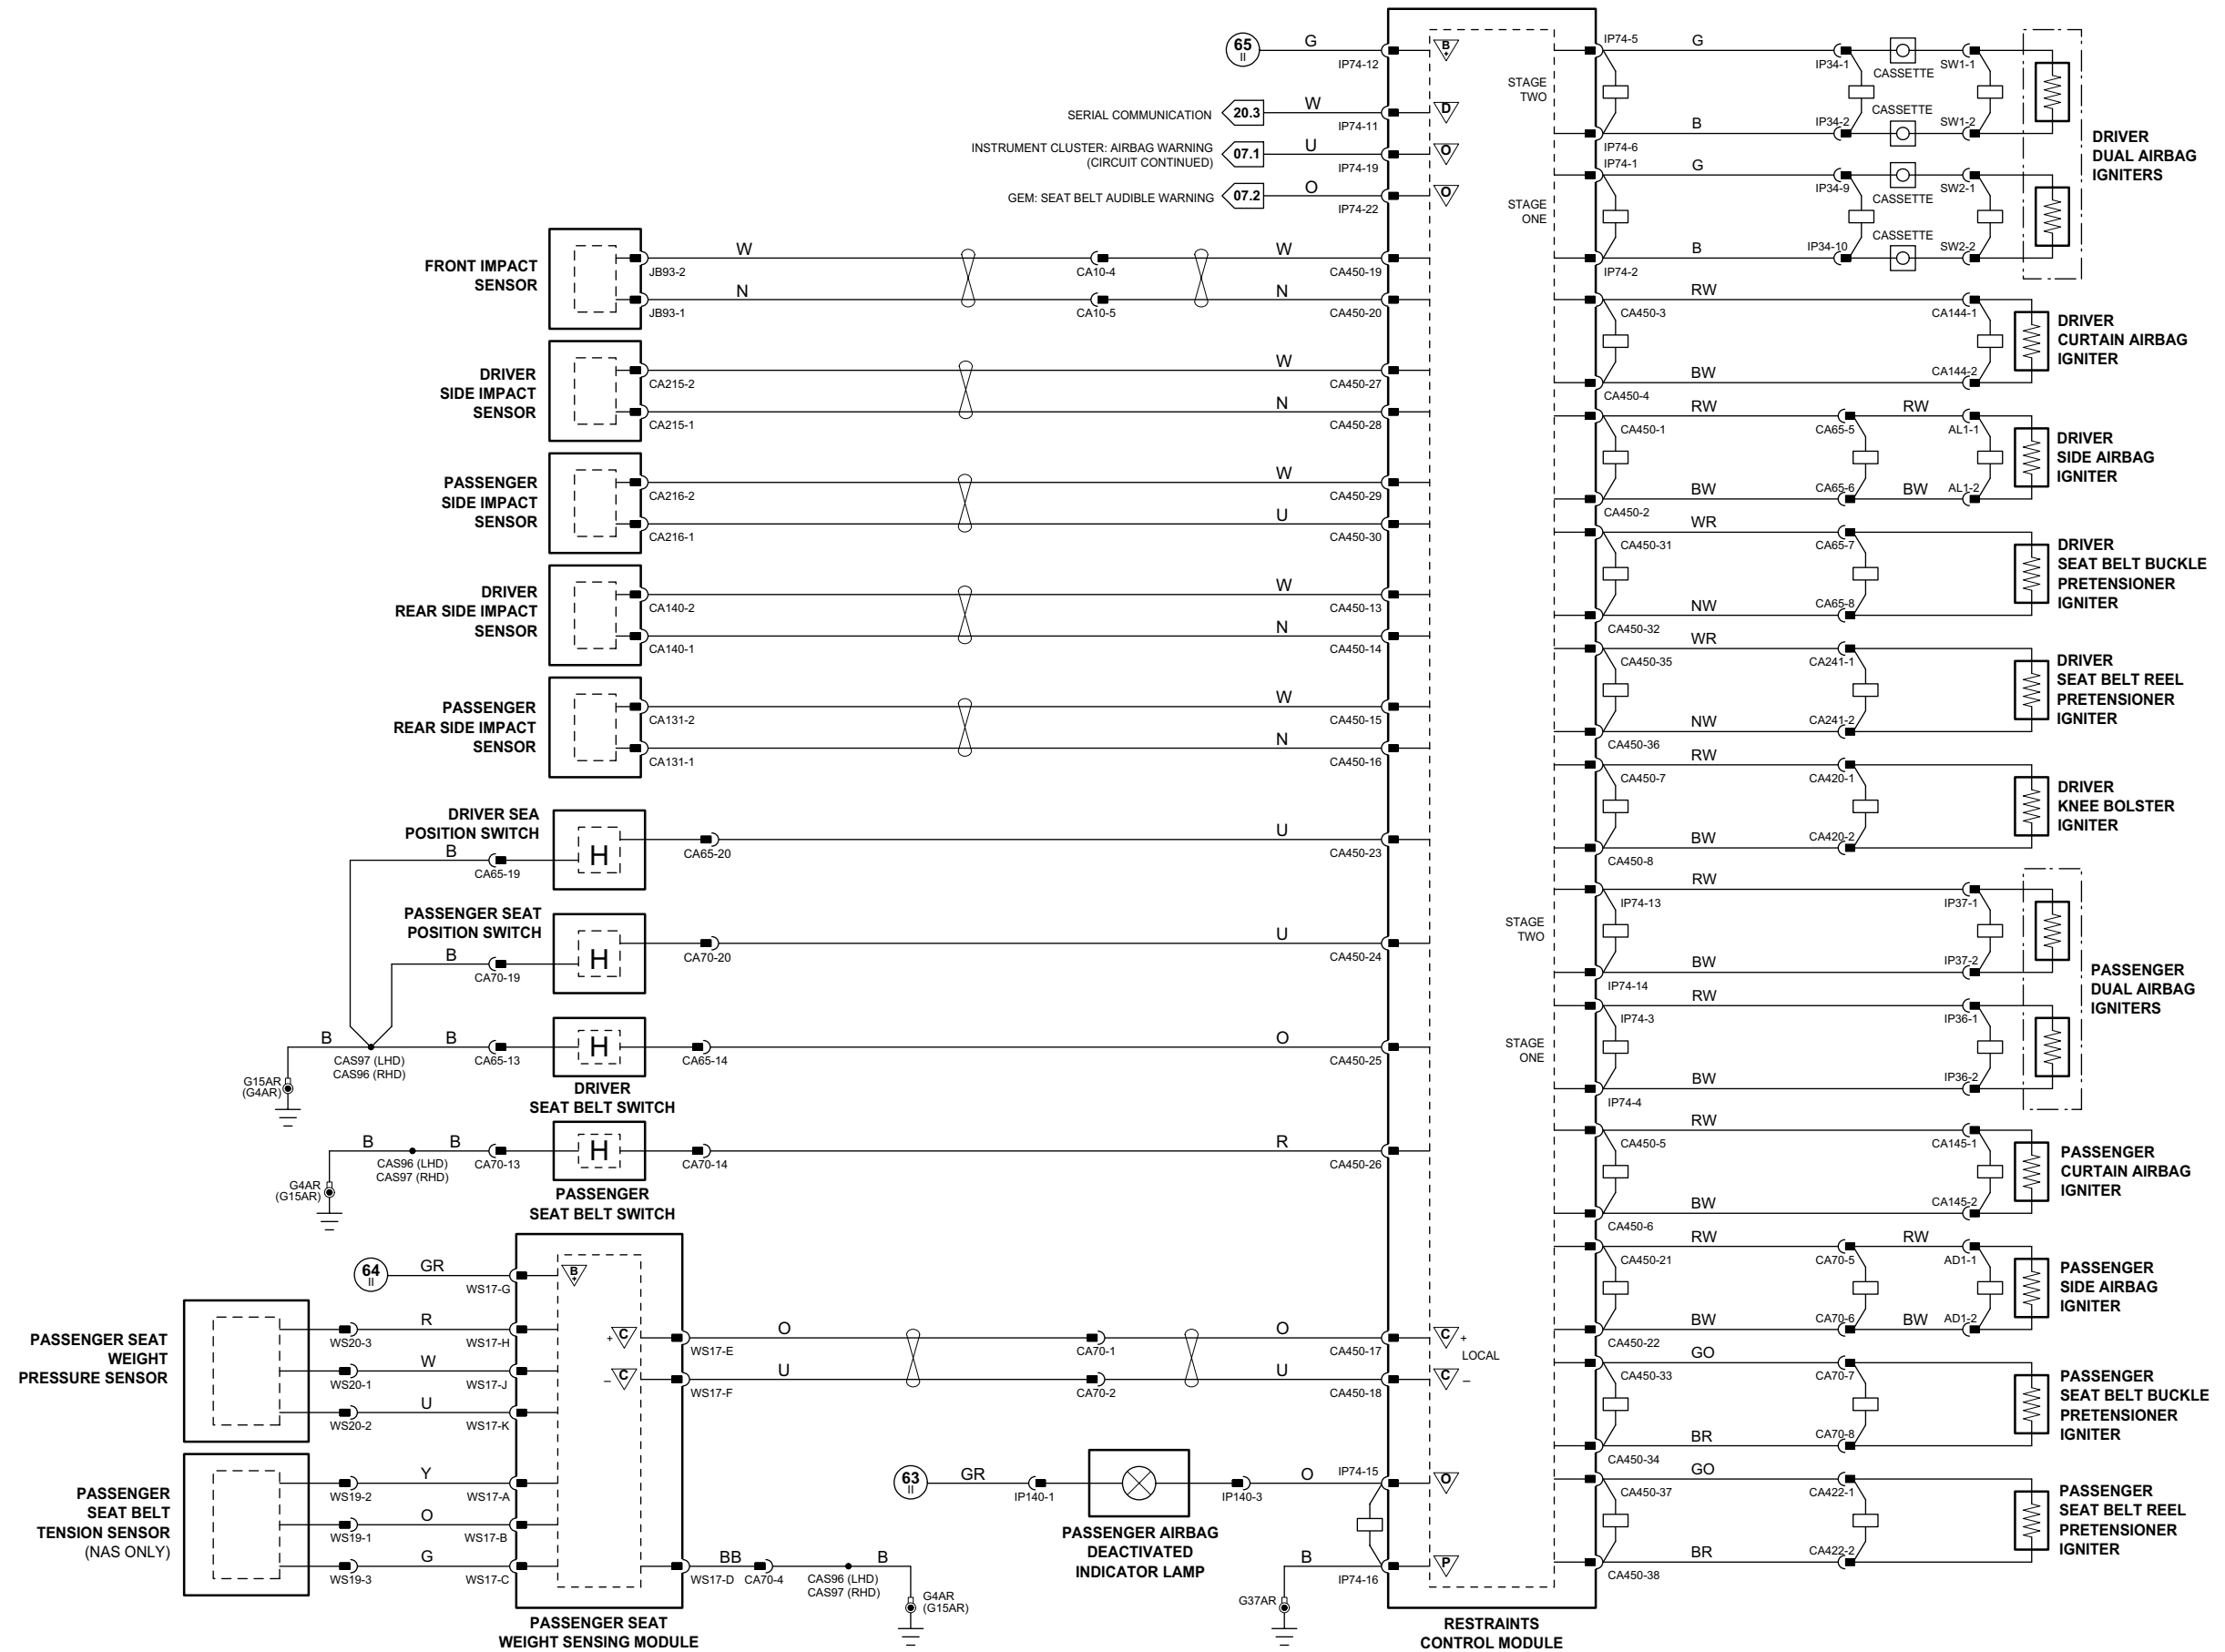 65
II
G
IP74-12
B
+
SERIAL COMMUNICATION
20.3
W
IP74-11
D
INSTRUMENT CLUSTER: AIRBAG WARNING
(CIRCUIT CONTINUED)
07.1
U
IP74-19
O
GEM: SEAT BELT AUDIBLE WARNING
07.2
O
IP74-22
O
FRONT IMPACT
SENSOR
JB93-2
W
CA10-4
W
CA450-19
JB93-1
N
CA10-5
N
CA450-20
DRIVER
SIDE IMPACT
SENSOR
CA215-2
W
CA450-27
CA215-1
N
CA450-28
PASSENGER
SIDE IMPACT
SENSOR
CA216-2
W
CA450-29
CA216-1
U
CA450-30
DRIVER
REAR SIDE IMPACT
SENSOR
CA140-2
W
CA450-13
CA140-1
N
CA450-14
PASSENGER
REAR SIDE IMPACT
SENSOR
CA131-2
W
CA450-15
CA131-1
N
CA450-16
DRIVER SEA
POSITION SWITCH
B
CA65-19
H
CA65-20
U
CA450-23
PASSENGER SEAT
POSITION SWITCH
B
CA70-19
H
CA70-20
U
CA450-24
B
CAS97 (LHD)
CAS96 (RHD)
B
CA65-13
H
CA65-14
O
CA450-25
G15AR
(G4AR)
DRIVER
SEAT BELT SWITCH
B
CAS96 (LHD)
CAS97 (RHD)
B
CA70-13
H
CA70-14
R
CA450-26
G4AR
(G15AR)
PASSENGER
SEAT BELT SWITCH
64
II
GR
WS17-G
B
+
PASSENGER SEAT
WEIGHT
PRESSURE SENSOR
WS20-3
R
WS17-H
WS20-1
W
WS17-J
WS20-2
U
WS17-K
+
C
WS17-E
O
CA70-1
O
CA450-17
C
+
LOCAL
–
C
WS17-F
U
CA70-2
U
CA450-18
C
–
PASSENGER
SEAT BELT
TENSION SENSOR
(NAS ONLY)
WS19-2
Y
WS17-A
WS19-1
O
WS17-B
WS19-3
G
WS17-C
WS17-D
BB
CA70-4
CAS96 (LHD)
CAS97 (RHD)
B
G4AR
(G15AR)
PASSENGER SEAT
WEIGHT SENSING MODULE
63
II
GR
IP140-1
IP140-3
O
IP74-15
O
PASSENGER AIRBAG
DEACTIVATED
INDICATOR LAMP
B
IP74-16
P
G37AR
RESTRAINTS
CONTROL MODULE
STAGE
TWO
IP74-5
G
IP34-1
CASSETTE
SW1-1
IP74-6
B
IP34-2
CASSETTE
SW1-2
STAGE
ONE
IP74-1
G
IP34-9
CASSETTE
SW2-1
IP74-2
B
IP34-10
CASSETTE
SW2-2
DRIVER
DUAL AIRBAG
IGNITERS
CA450-3
RW
CA144-1
CA450-4
BW
CA144-2
DRIVER
CURTAIN AIRBAG
IGNITER
CA450-1
RW
CA65-5
RW
AL1-1
CA450-2
BW
CA65-6
BW
AL1-2
DRIVER
SIDE AIRBAG
IGNITER
CA450-31
WR
CA65-7
CA450-32
NW
CA65-8
DRIVER
SEAT BELT BUCKLE
PRETENSIONER
IGNITER
CA450-35
WR
CA241-1
CA450-36
NW
CA241-2
DRIVER
SEAT BELT REEL
PRETENSIONER
IGNITER
CA450-7
RW
CA420-1
CA450-8
BW
CA420-2
DRIVER
KNEE BOLSTER
IGNITER
STAGE
TWO
IP74-13
RW
IP37-1
IP74-14
BW
IP37-2
STAGE
ONE
IP74-3
RW
IP36-1
IP74-4
BW
IP36-2
PASSENGER
DUAL AIRBAG
IGNITERS
CA450-5
RW
CA145-1
CA450-6
BW
CA145-2
PASSENGER
CURTAIN AIRBAG
IGNITER
CA450-21
RW
CA70-5
RW
AD1-1
CA450-22
BW
CA70-6
BW
AD1-2
PASSENGER
SIDE AIRBAG
IGNITER
CA450-33
GO
CA70-7
CA450-34
BR
CA70-8
PASSENGER
SEAT BELT BUCKLE
PRETENSIONER
IGNITER
CA450-37
GO
CA422-1
CA450-38
BR
CA422-2
PASSENGER
SEAT BELT REEL
PRETENSIONER
IGNITER